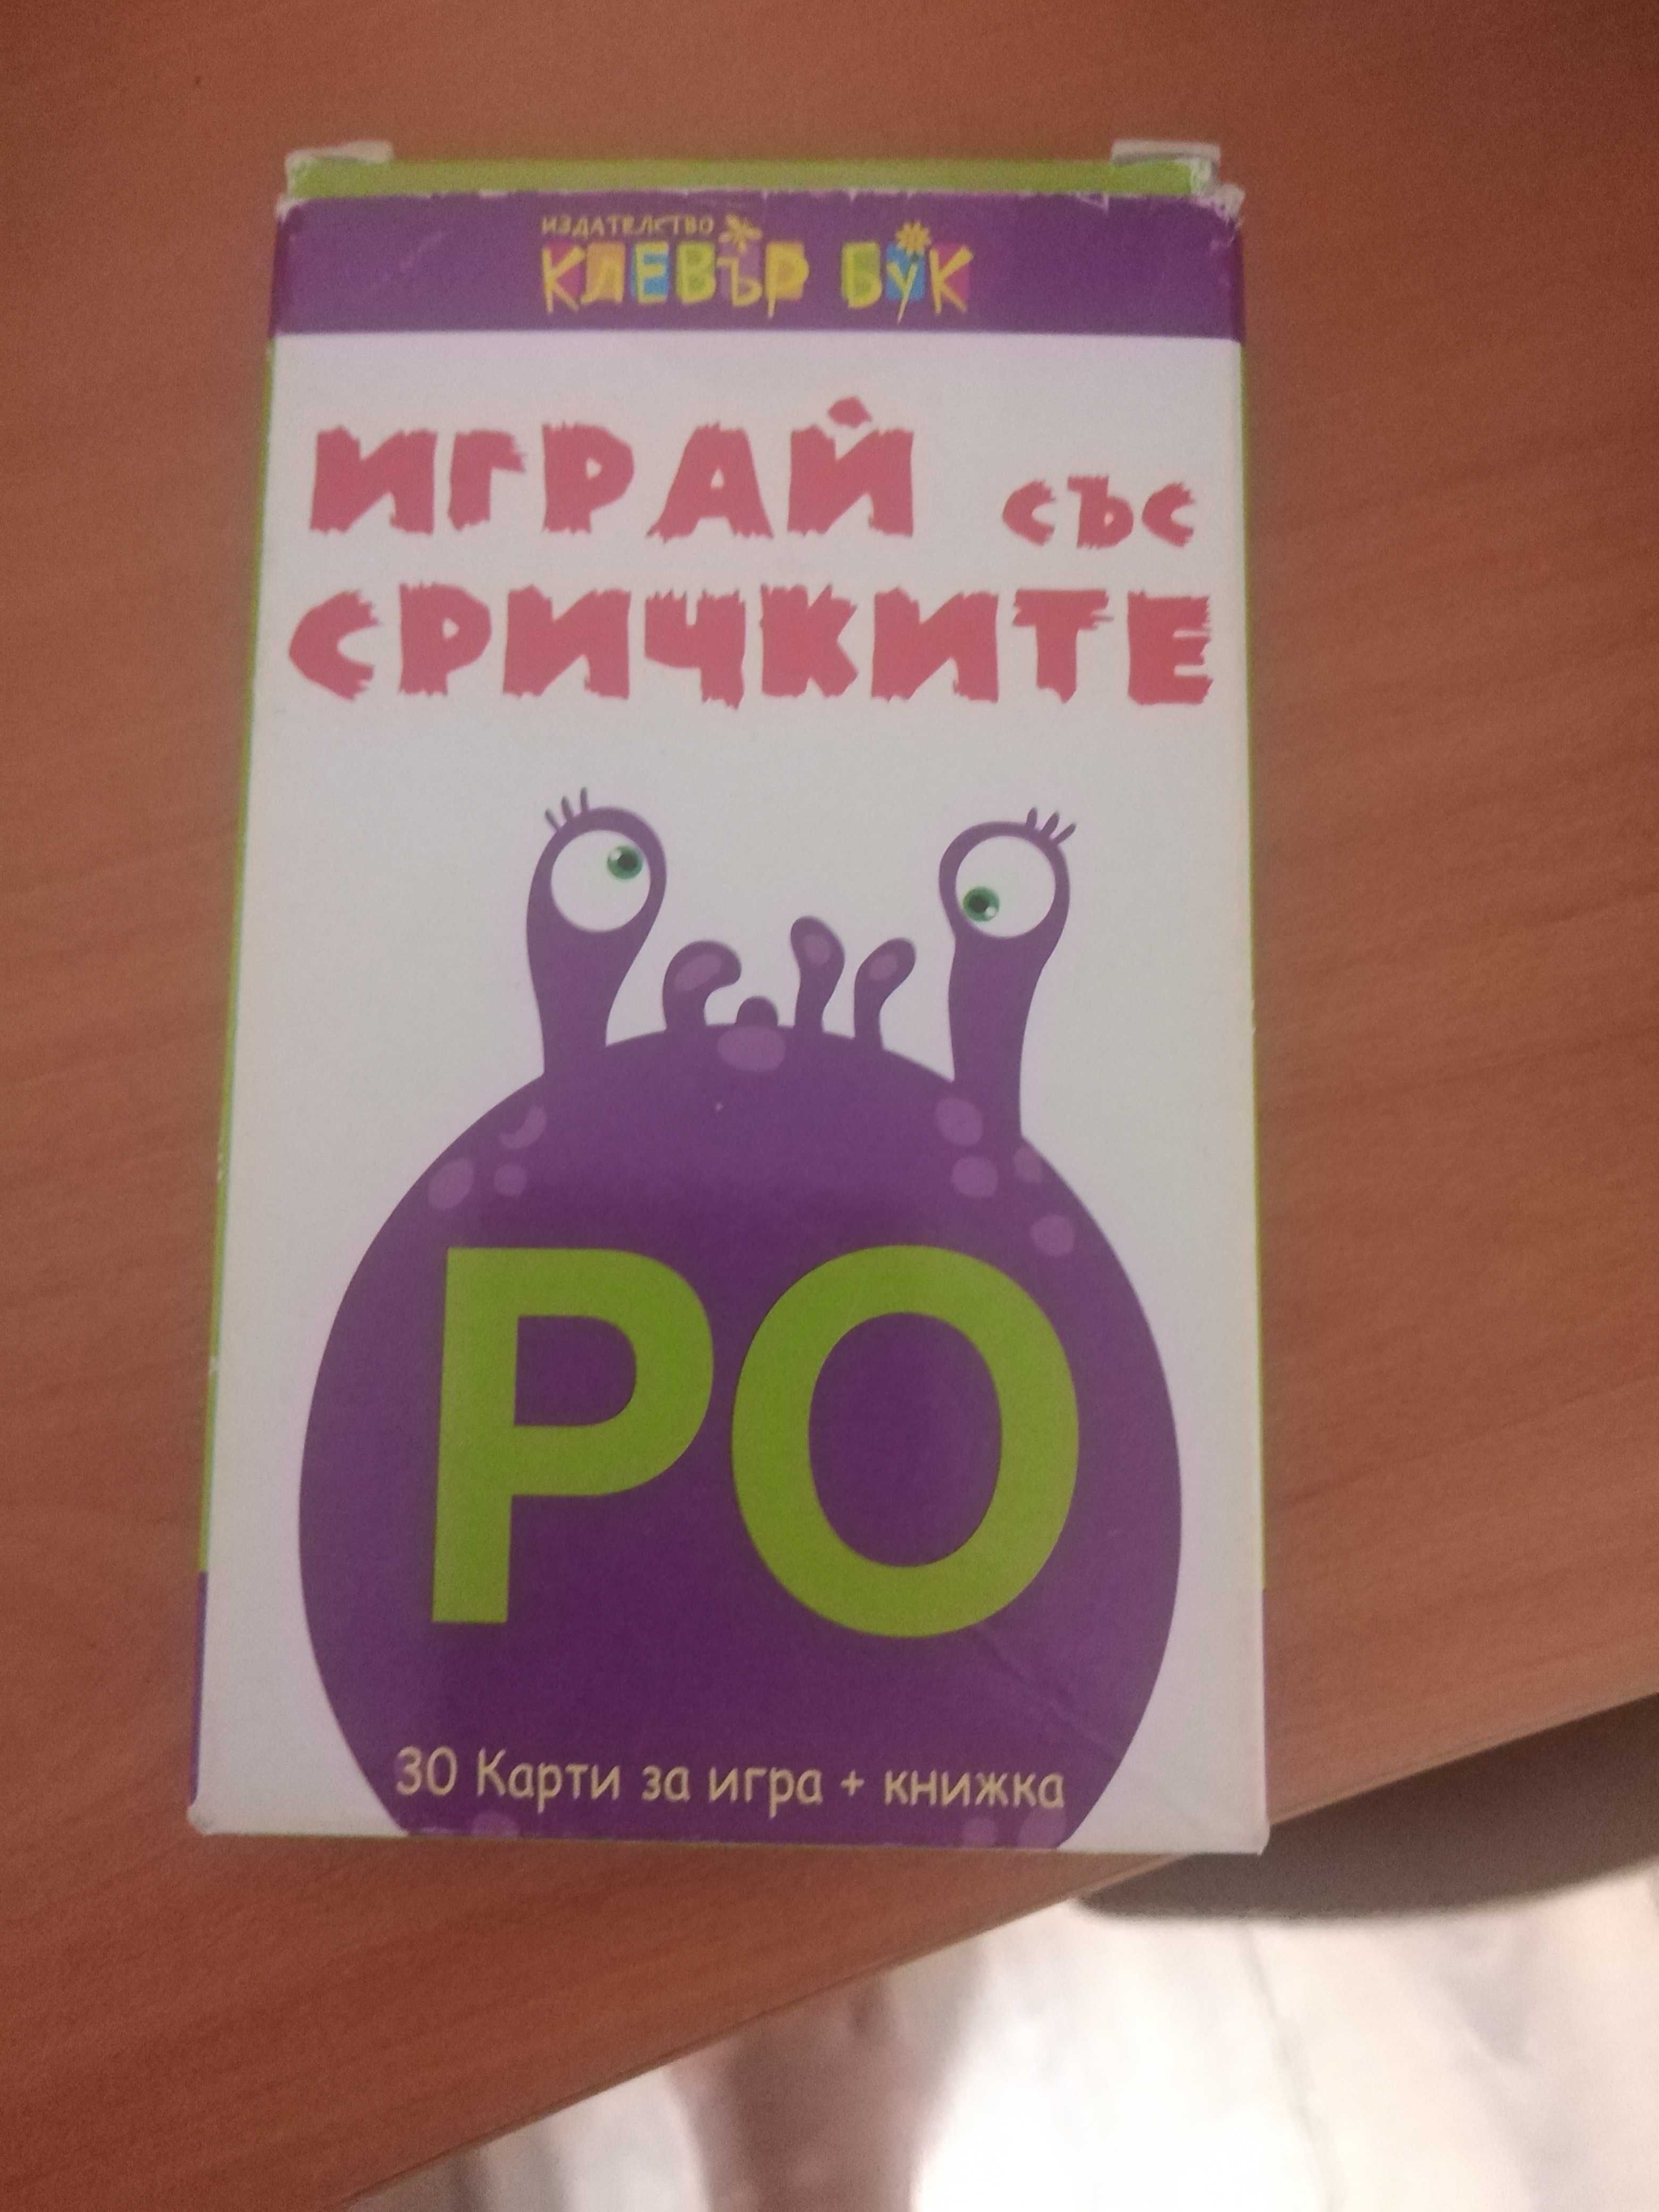 ИЗДАТЕЛСТВО
КЛЕВЪР БУК
ИГРАЙ със
СРИЧКИТЕ
РО
30 Карти за игра + книжка